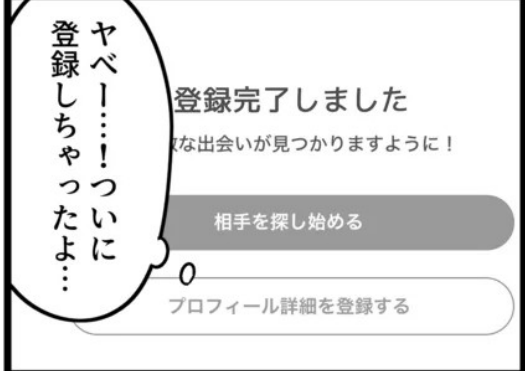 ヤベー…!ついに
登録しちゃったよ…
登録完了しました
な出会いが見つかりますように!
相手を探し始める
プロフィール詳細を登録する